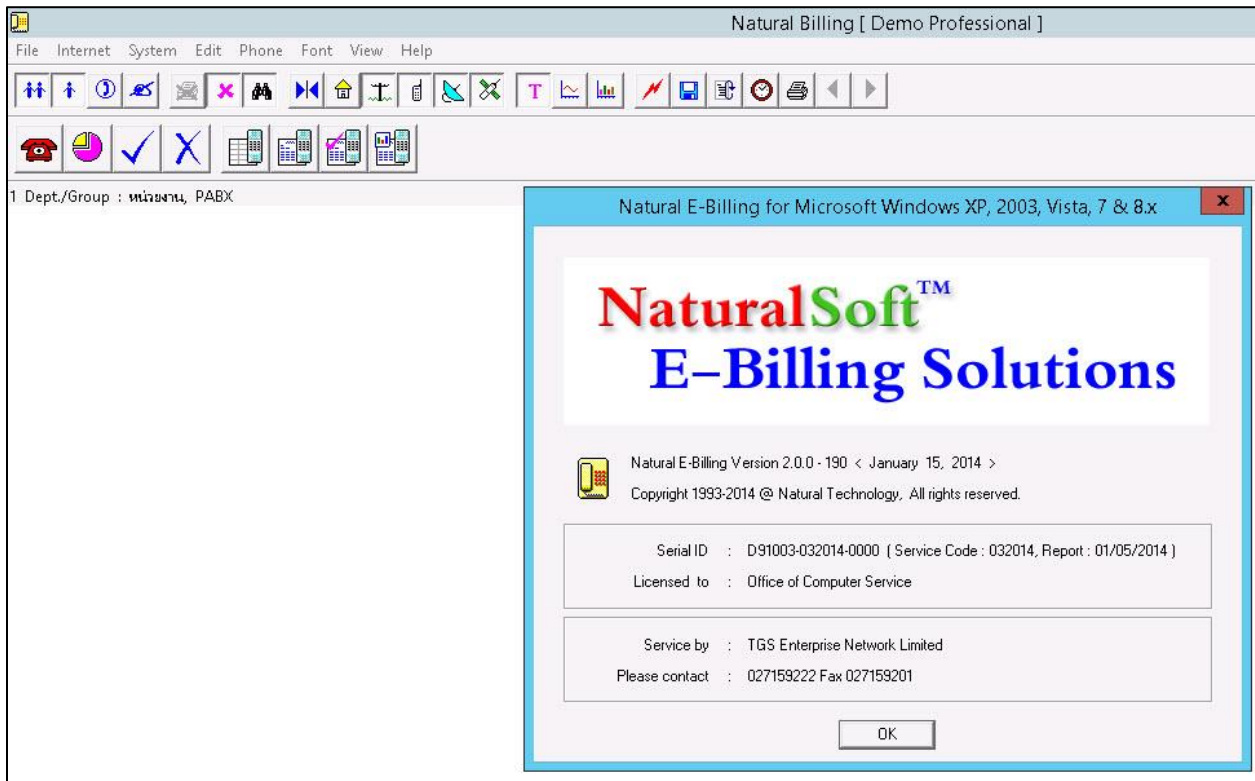 Natural Billing [ Demo Professional ]
File Internet System Edit Phone Font View Help
1 Dept./Group : หน่วยงาน, PABX
Natural E-Billing for Microsoft Windows XP, 2003, Vista, 7 & 8.x
x
NaturalSoft™
E-Billing Solutions
Natural E-Billing Version 2.0.0 - 190 < January 15, 2014 >
Copyright 1993-2014 @ Natural Technology, All rights reserved.
Serial ID : D91003-032014-0000 ( Service Code : 032014, Report : 01/05/2014 )
Licensed to : Office of Computer Service
Service by : TGS Enterprise Network Limited
Please contact : 027159222 Fax 027159201
OK